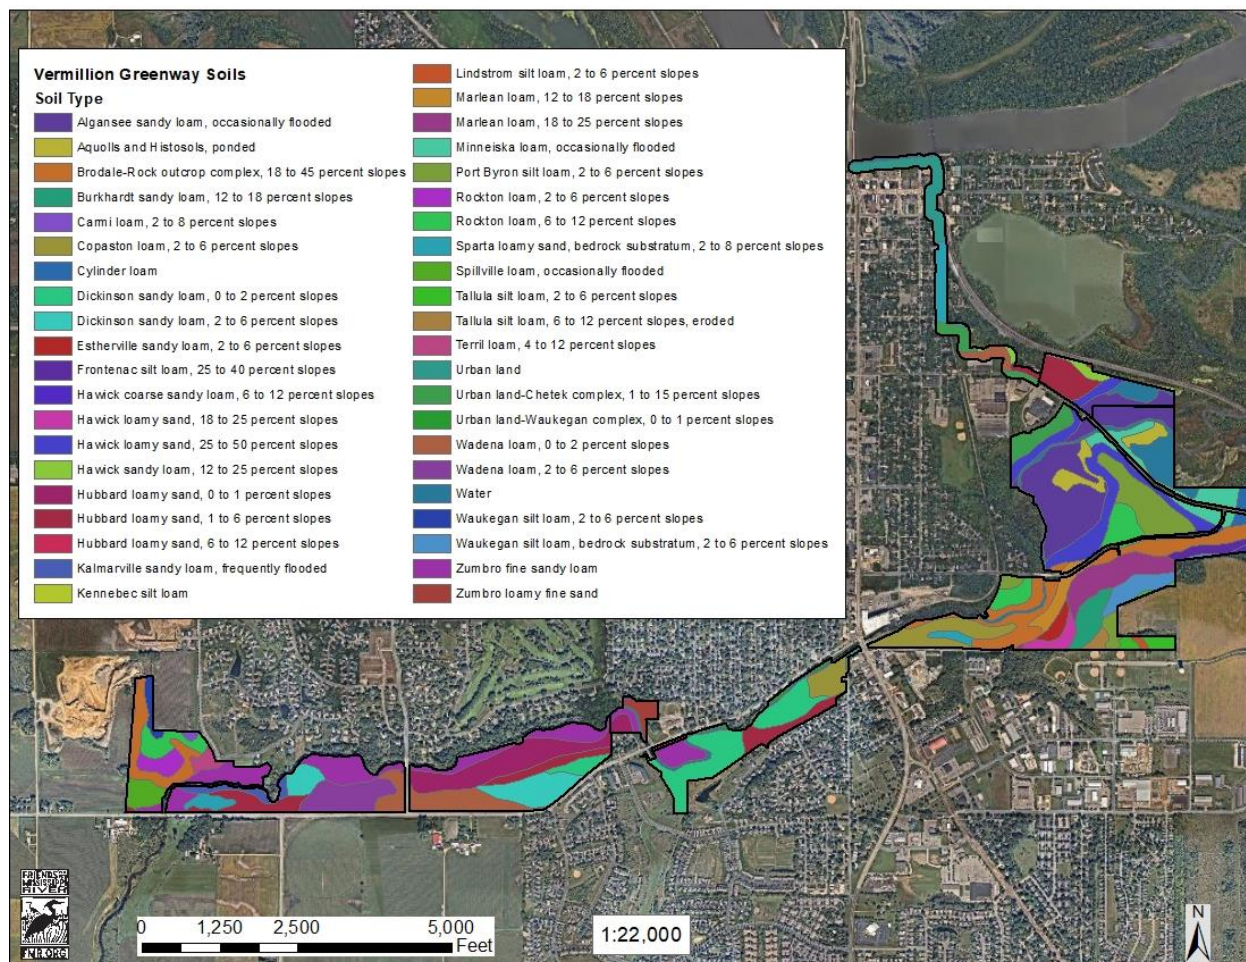 Vermillion Greenway Soils
Soil Type
Algansee sandy loam, occasionally flooded
Aquolls and Histosols, ponded
Brodale-Rock outcrop complex, 18 to 45 percent slopes
Burkhardt sandy loam, 12 to 18 percent slopes
Carmi loam, 2 to 8 percent slopes
Copaston loam, 2 to 6 percent slopes
Cylinder loam
Dickinson sandy loam, 0 to 2 percent slopes
Dickinson sandy loam, 2 to 6 percent slopes
Estherville sandy loam, 2 to 6 percent slopes
Frontenac silt loam, 25 to 40 percent slopes
Hawick coarse sandy loam, 6 to 12 percent slopes
Hawick loamy sand, 18 to 25 percent slopes
Hawick loamy sand, 25 to 50 percent slopes
Hawick sandy loam, 12 to 25 percent slopes
Hubbard loamy sand, 0 to 1 percent slopes
Hubbard loamy sand, 1 to 6 percent slopes
Hubbard loamy sand, 6 to 12 percent slopes
Kalmarville sandy loam, frequently flooded
Kennebec silt loam
Lindstrom silt loam, 2 to 6 percent slopes
Marlean loam, 12 to 18 percent slopes
Marlean loam, 18 to 25 percent slopes
Minneiska loam, occasionally flooded
Port Byron silt loam, 2 to 6 percent slopes
Rockton loam, 2 to 6 percent slopes
Rockton loam, 6 to 12 percent slopes
Sparta loamy sand, bedrock substratum, 2 to 8 percent slopes
Spillville loam, occasionally flooded
Tallula silt loam, 2 to 6 percent slopes
Tallula silt loam, 6 to 12 percent slopes, eroded
Terril loam, 4 to 12 percent slopes
Urban land
Urban land-Chetek complex, 1 to 15 percent slopes
Urban land-Waukegan complex, 0 to 1 percent slopes
Wadena loam, 0 to 2 percent slopes
Wadena loam, 2 to 6 percent slopes
Water
Waukegan silt loam, 2 to 6 percent slopes
Waukegan silt loam, bedrock substratum, 2 to 6 percent slopes
Zumbro fine sandy loam
Zumbro loamy fine sand
FRIENDS OF
MISSISSIPPI
RIVER
FMR.ORG
0 1,250 2,500 5,000
Feet
1:22,000
N